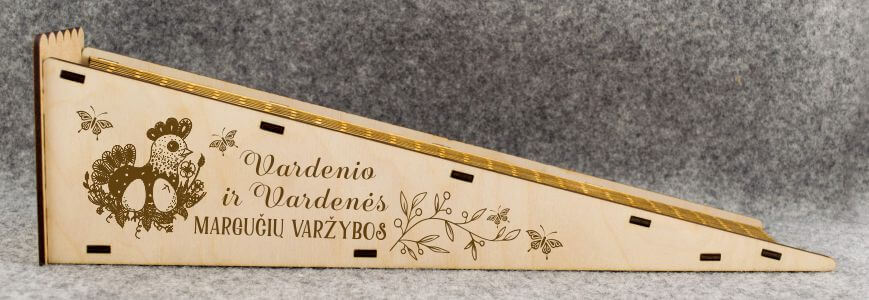 Vardenio
ir Vardenės
MARGUČIŲ VARŽYBOS